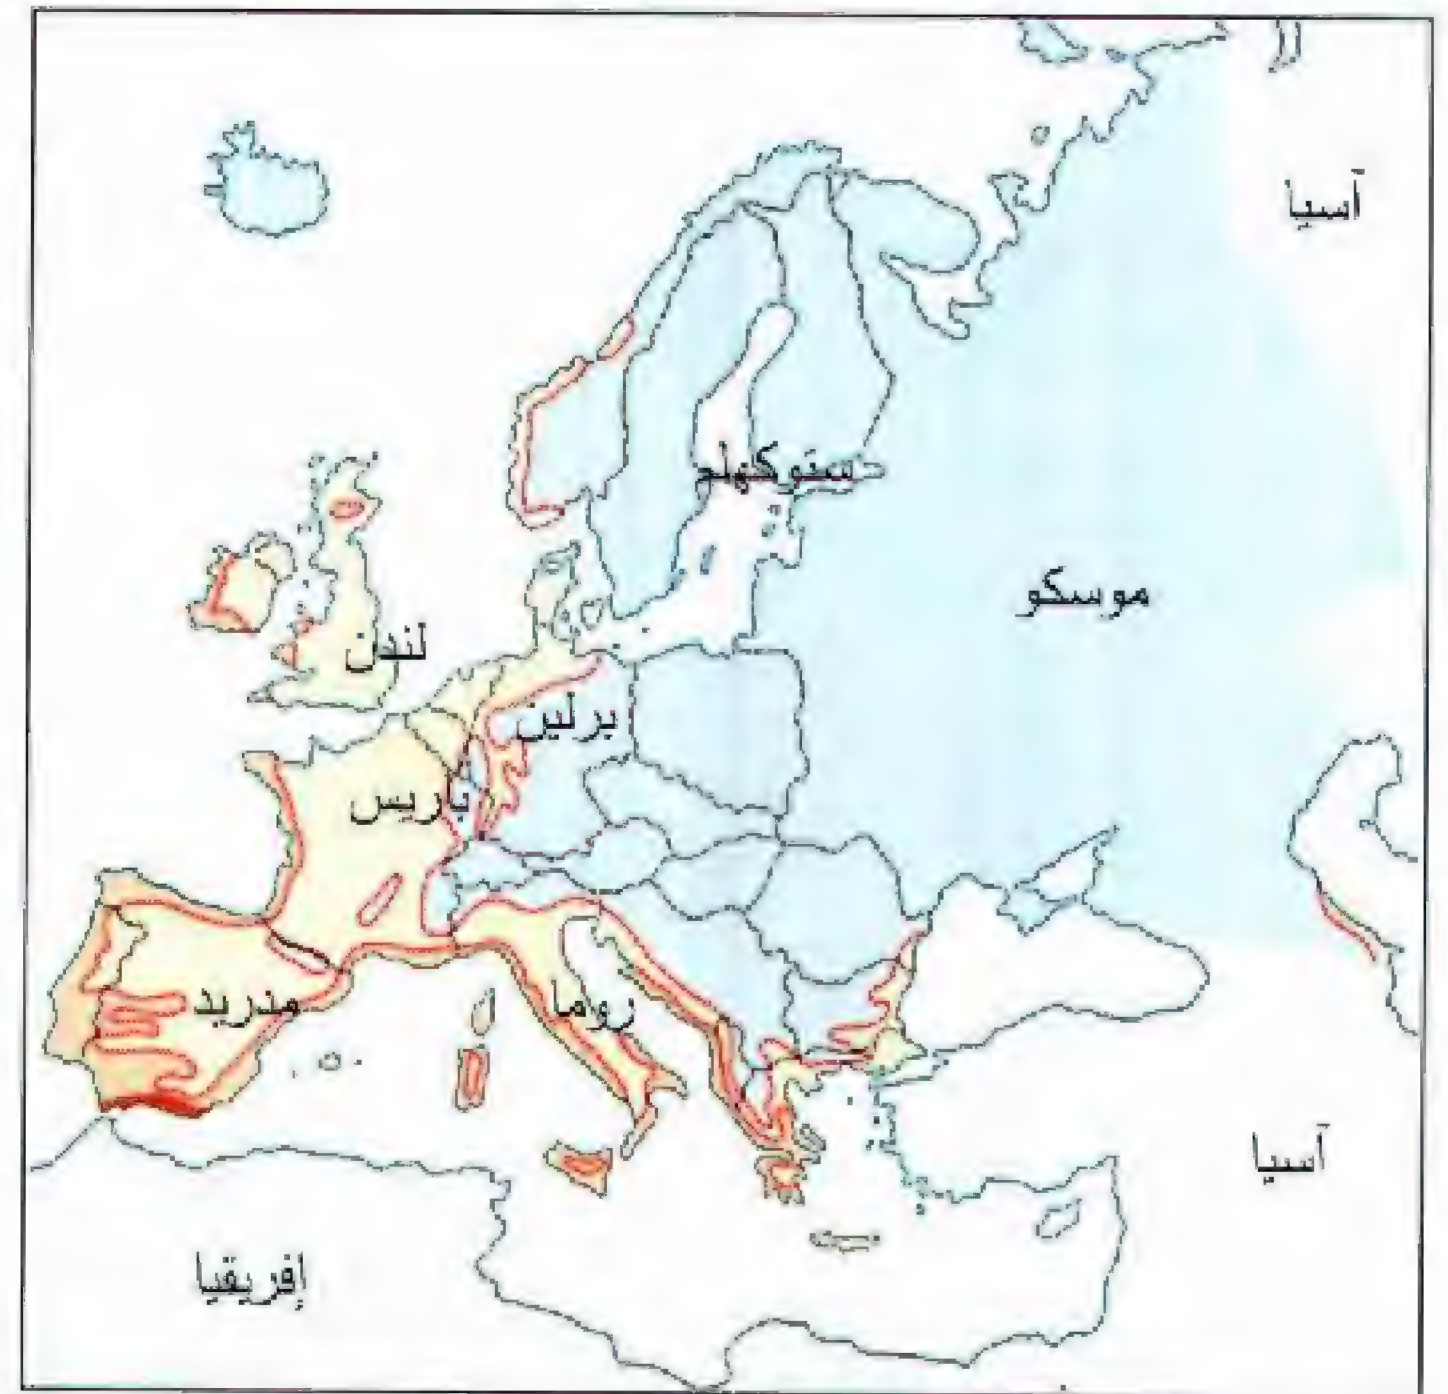 آسيا
ستوكهلم
موسكو
لندن
برلين
باريس
مدريد
روما
آسيا
إفريقيا